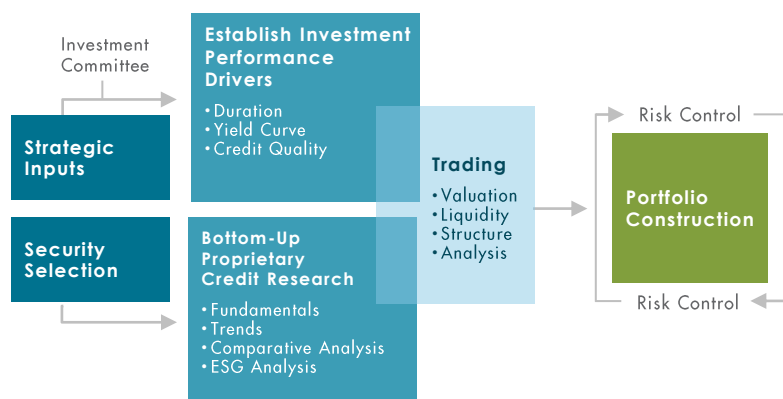 Investment
Committee
Strategic
Inputs
Establish Investment
Performance
Drivers
• Duration
• Yield Curve
• Credit Quality
Security
Selection
Bottom-Up
Proprietary
Credit Research
• Fundamentals
• Trends
• Comparative Analysis
• ESG Analysis
Trading
• Valuation
• Liquidity
• Structure
• Analysis
Risk Control
Portfolio
Construction
Risk Control